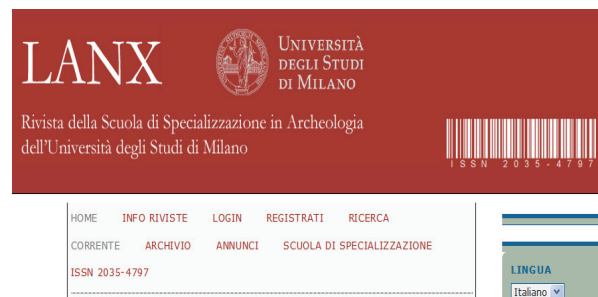 LANX
UNIVERSITÀ
DEGLI STUDI
DI MILANO
Rivista della Scuola di Specializzazione in Archeologia
dell'Università degli Studi di Milano
ISSN 2035-4797
HOME INFO RIVISTE LOGIN REGISTRATI RICERCA
CORRENTE ARCHIVIO ANNUNCI SCUOLA DI SPECIALIZZAZIONE
ISSN 2035-4797
LINGUA
Italiano